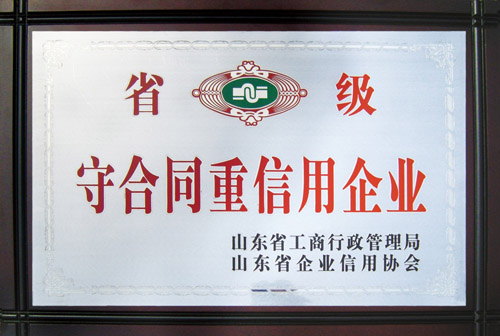 省级
守合同重信用企业
山东省工商行政管理局
山东省企业信用协会